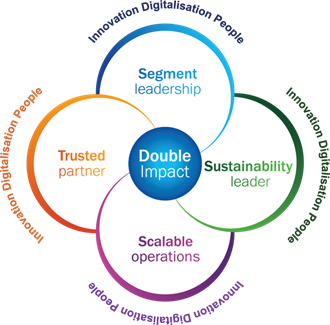 Innovation Digitalisation People
Segment
leadership
Innovation Digitalisation People
Trusted
partner
Double
Impact
Sustainability
leader
Innovation Digitalisation People
Scalable
operations
Innovation Digitalisation People